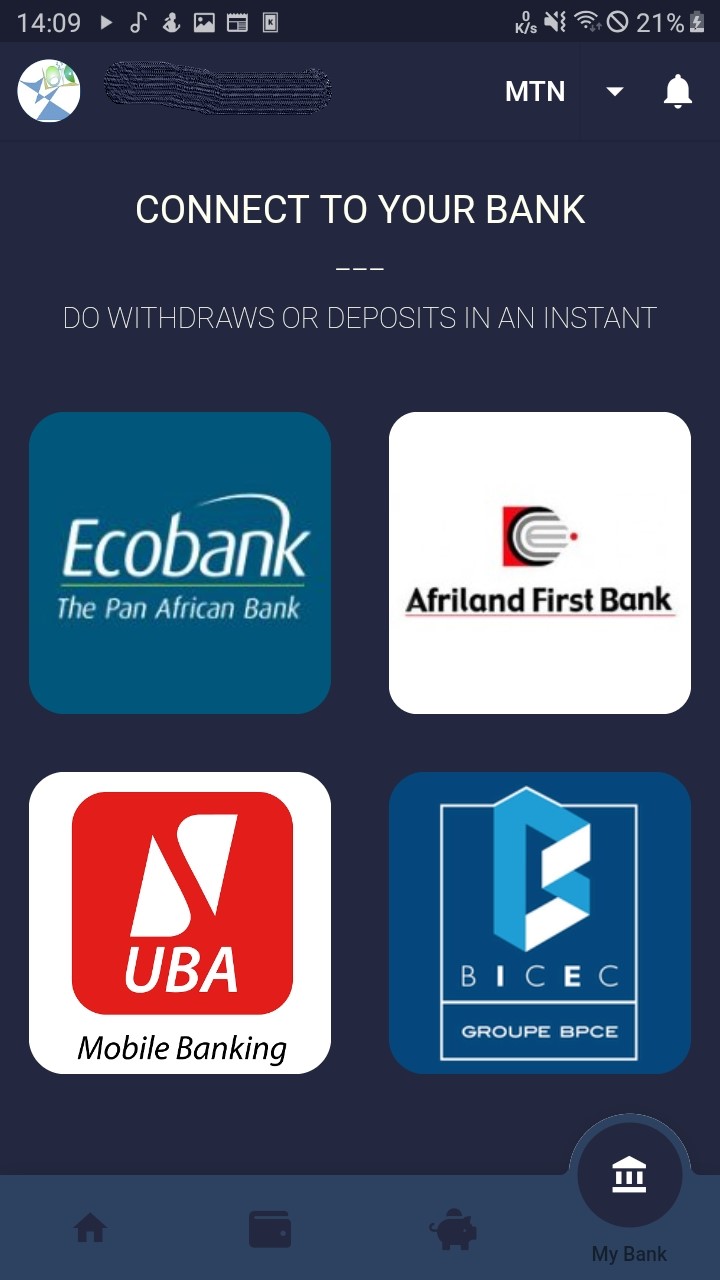 14:09
0
K/s
21%
MTN
CONNECT TO YOUR BANK
___
DO WITHDRAWS OR DEPOSITS IN AN INSTANT
Ecobank
The Pan African Bank
Afriland First Bank
UBA
Mobile Banking
BICEC
GROUPE BPCE
My Bank